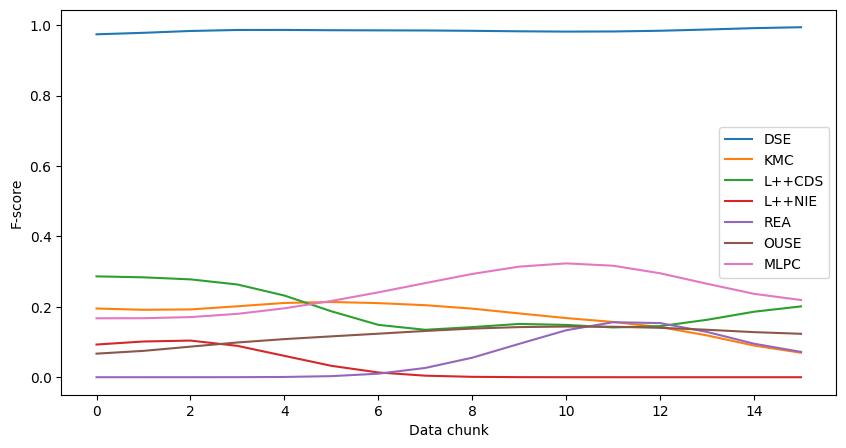 1.0
0.8
0.6
0.4
0.2
0.0
F-score
0
2
4
6
8
10
12
14
Data chunk
DSE
KMC
L++CDS
L++NIE
REA
OUSE
MLPC